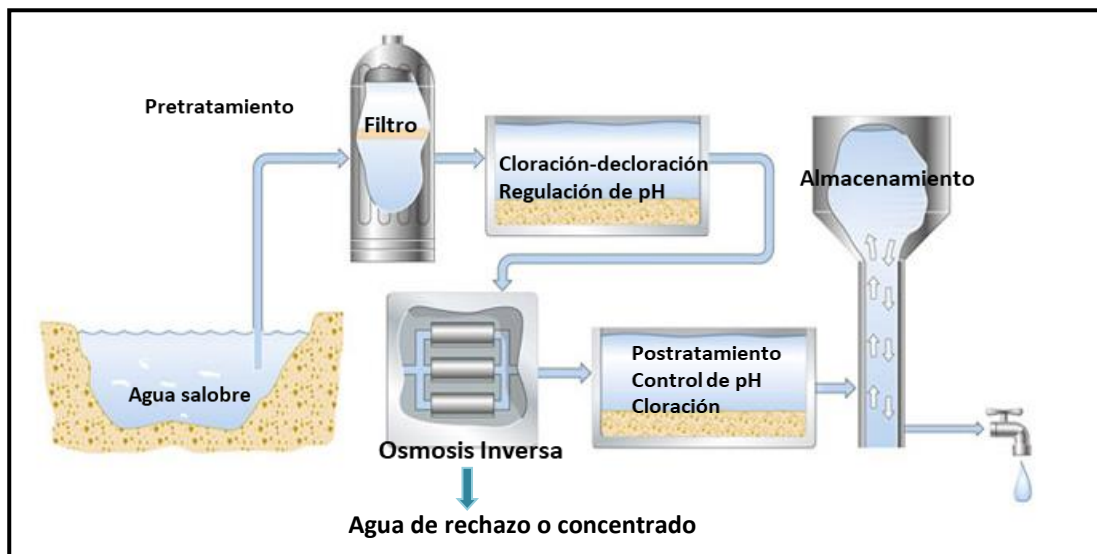 Pretratamiento
Filtro
Cloración-decloración
Regulación de pH
Almacenamiento
Agua salobre
Postratamiento
Control de pH
Cloración
Osmosis Inversa
Agua de rechazo o concentrado